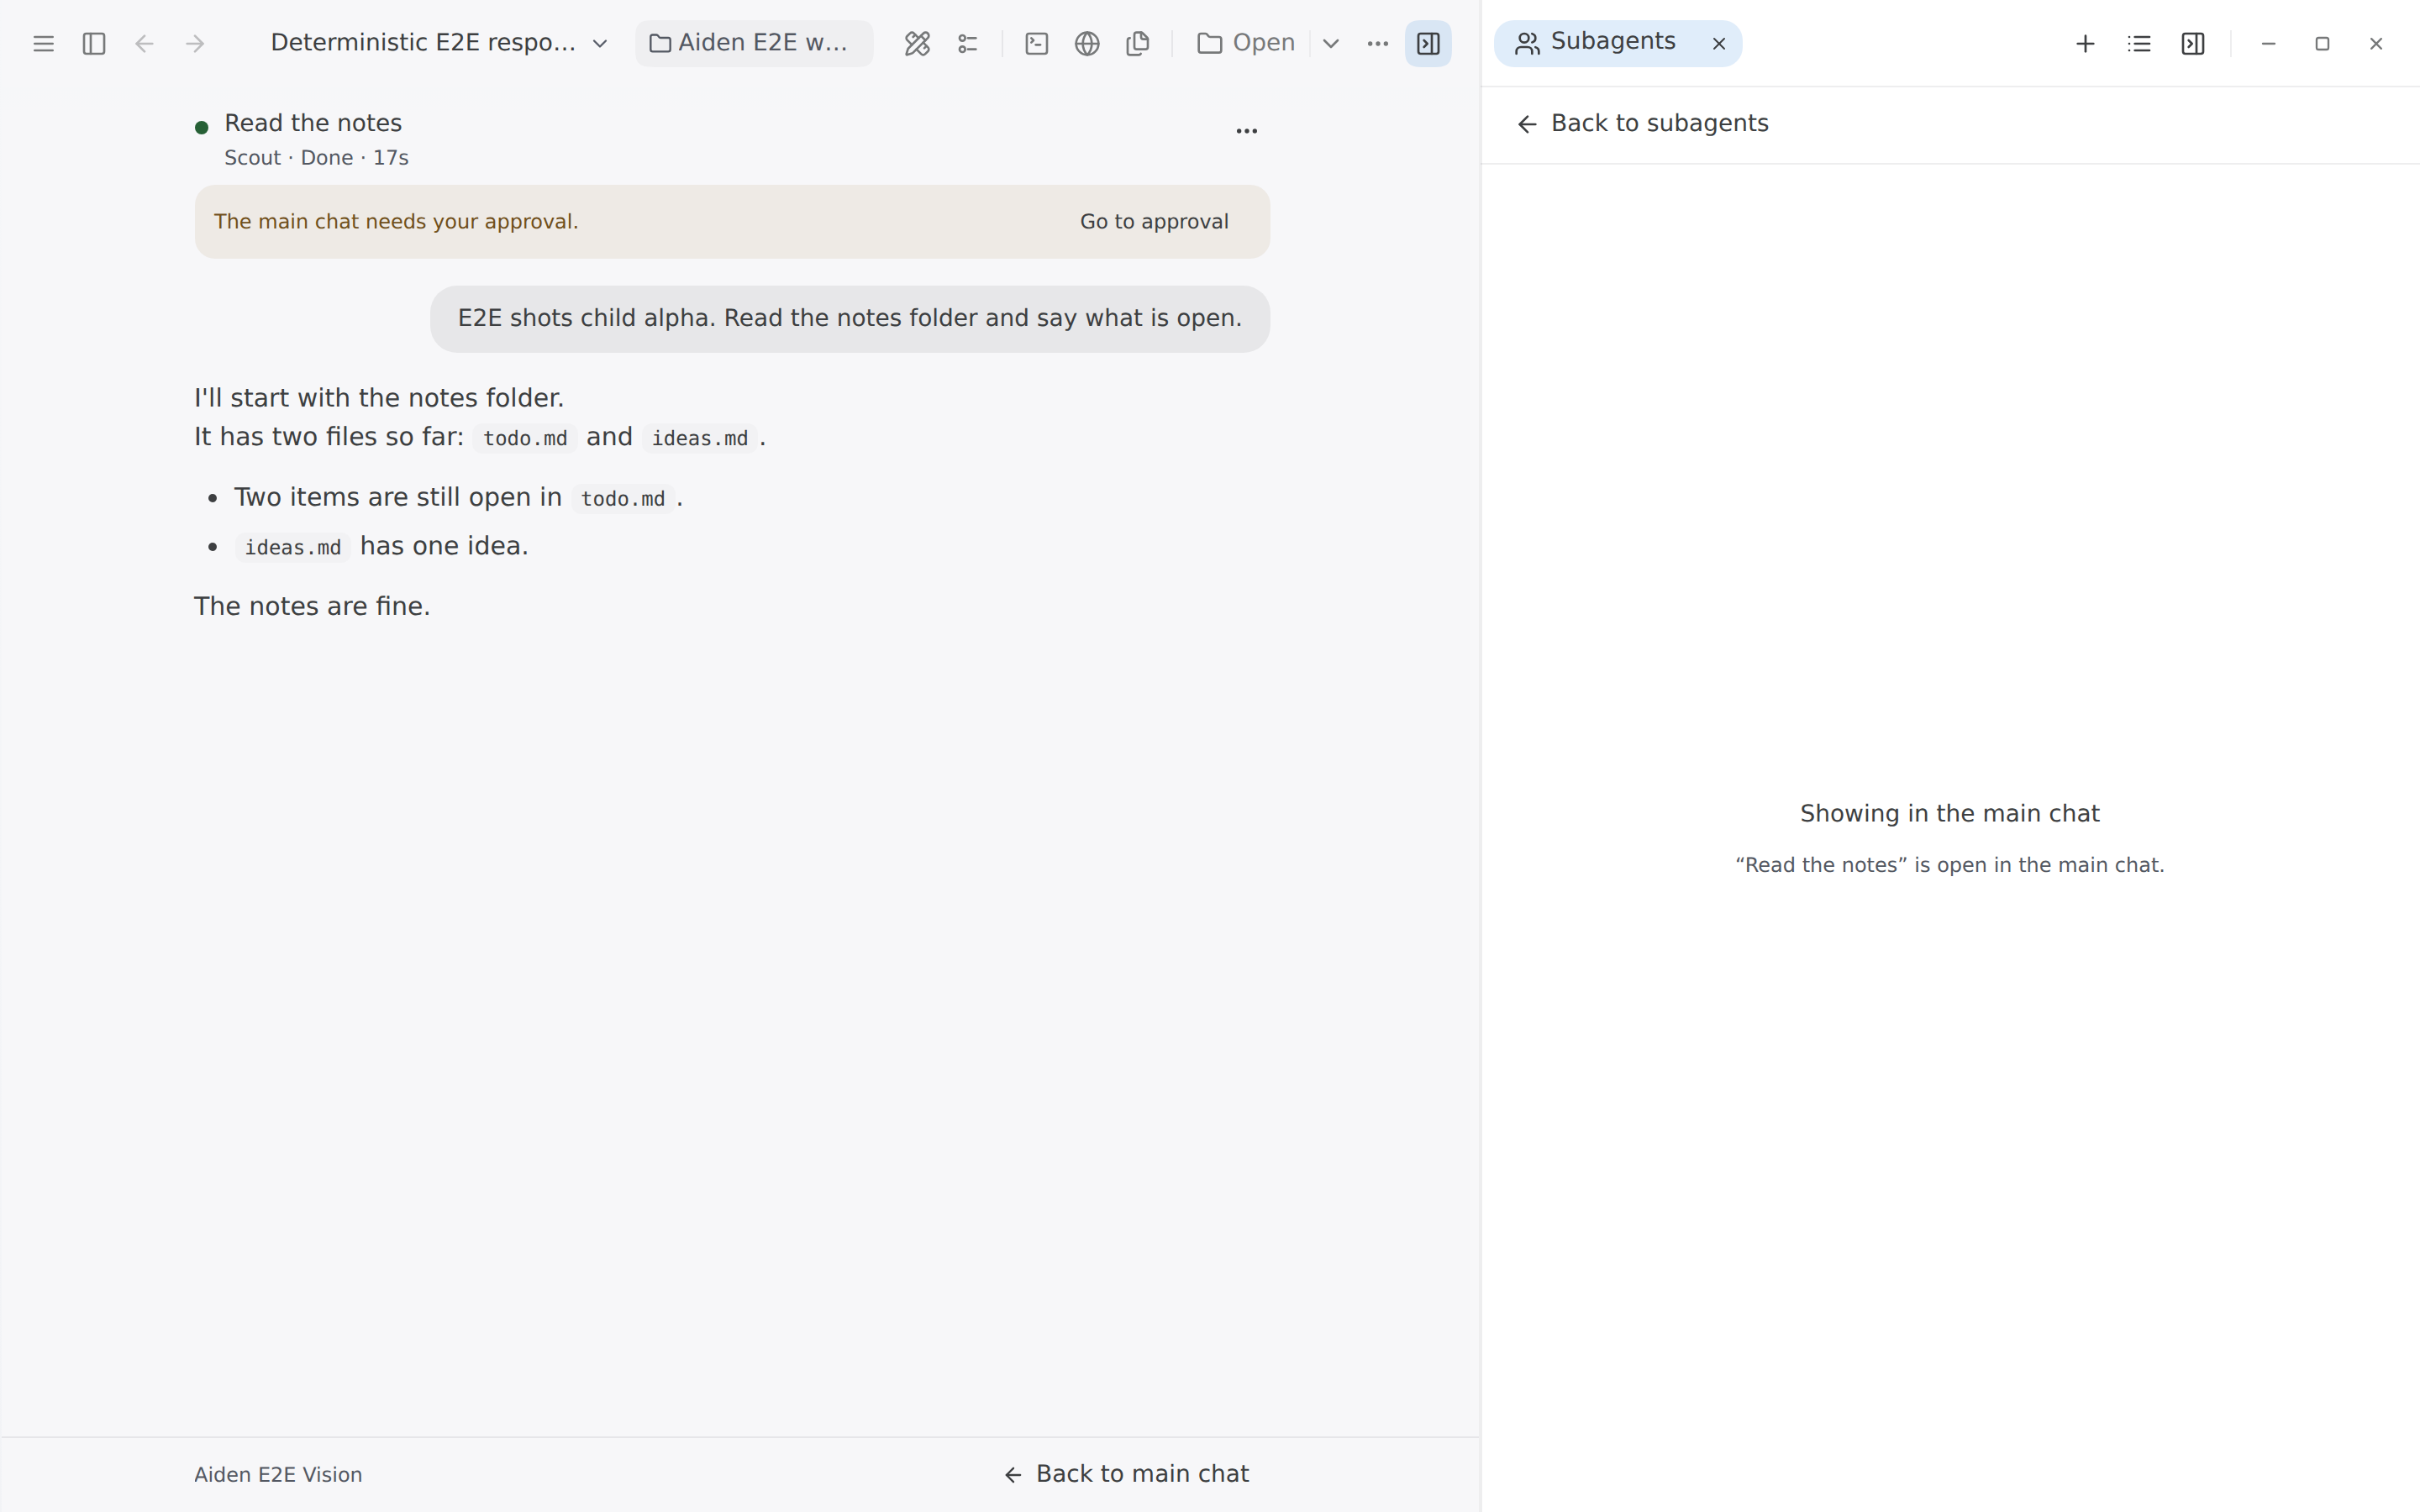 Deterministic E2E respo...
Aiden E2E w...
Open
Subagents
Read the notes
Scout · Done · 17s
The main chat needs your approval.
Go to approval
E2E shots child alpha. Read the notes folder and say what is open.
I'll start with the notes folder.
It has two files so far: todo.md and ideas.md.
• Two items are still open in todo.md.
• ideas.md has one idea.
The notes are fine.
Aiden E2E Vision
Back to main chat
Back to subagents
Showing in the main chat
“Read the notes” is open in the main chat.